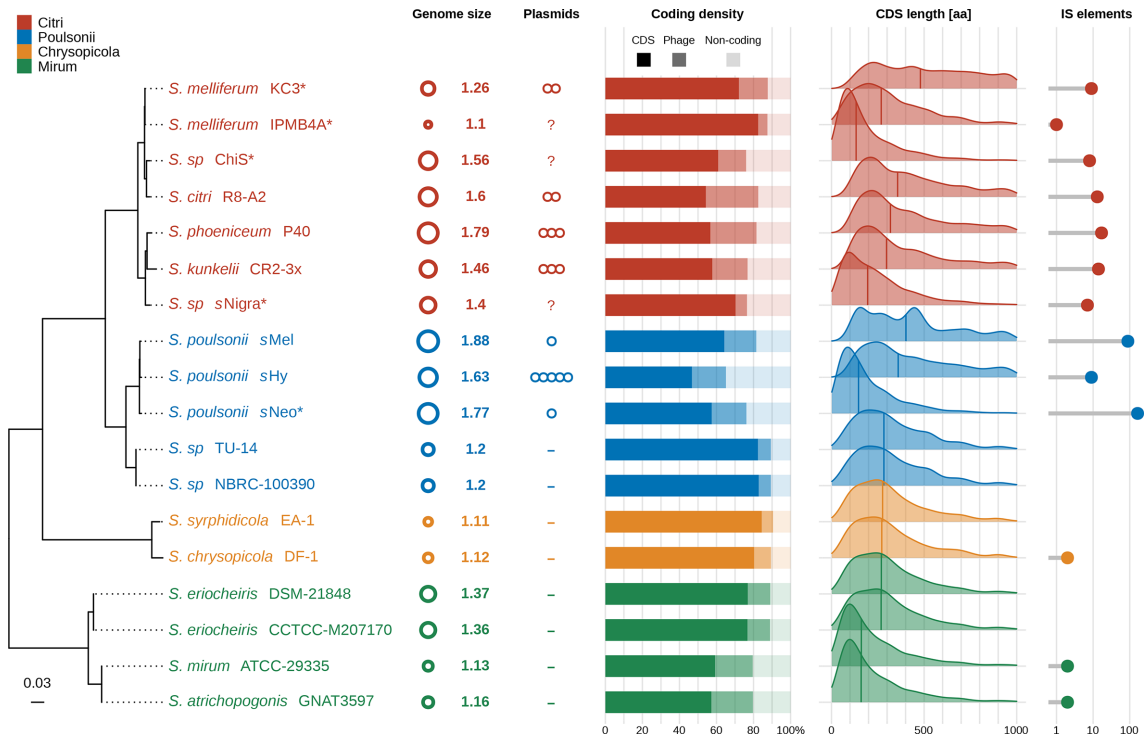 Genome size Plasmids Coding density CDS length [aa] IS elements
Citri
Poulsonii
Chrysopicola
Mirum
CDS Phage Non-coding
S. melliferum KC3* 1.26
S. melliferum IPMB4A* 1.1 ?
S. sp ChiS* 1.56 ?
S. citri R8-A2 1.6
S. phoeniceum P40 1.79
S. kunkelii CR2-3x 1.46
S. sp sNigra* 1.4 ?
S. poulsonii sMel 1.88
S. poulsonii sHy 1.63
S. poulsonii sNeo* 1.77
S. sp TU-14 1.2 –
S. sp NBRC-100390 1.2 –
S. syrphidicola EA-1 1.11 –
S. chrysopicola DF-1 1.12 –
S. eriocheiris DSM-21848 1.37 –
S. eriocheiris CCTCC-M207170 1.36 –
S. mirum ATCC-29335 1.13 –
S. atrichopogonis GNAT3597 1.16 –
0.03
0 20 40 60 80 100% 0 500 1000 1 10 100